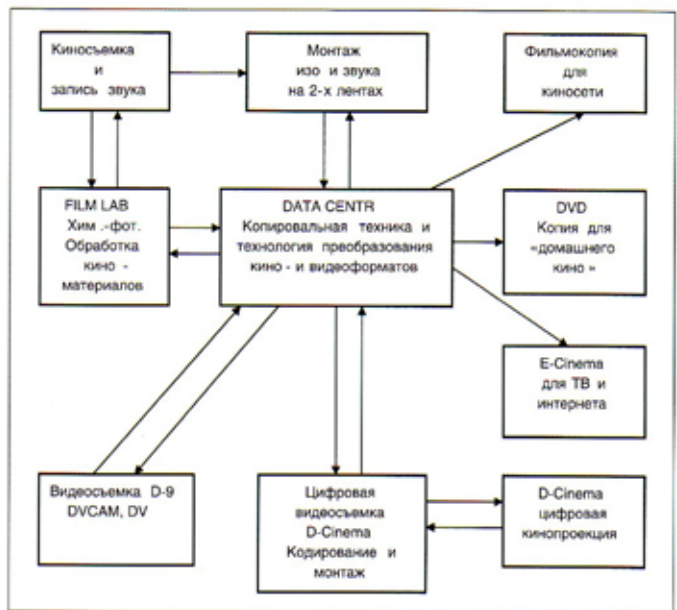 Киносъемка
и
запись звука
Монтаж
изо и звука
на 2-х лентах
Фильмокопия
для
киносети
FILM LAB
Хим .-фот.
Обработка
кино -
материалов
DATA CENTR
Копировальная техника и
технология преобразования
кино - и видеоформатов
DVD
Копия для
«домашнего
кино »
E-Cinema
для ТВ и
интернета
Видеосъемка D-9
DVCAM, DV
Цифровая
видеосъемка
D-Cinema
Кодирование и
монтаж
D-Cinema
цифровая
кинопроекция